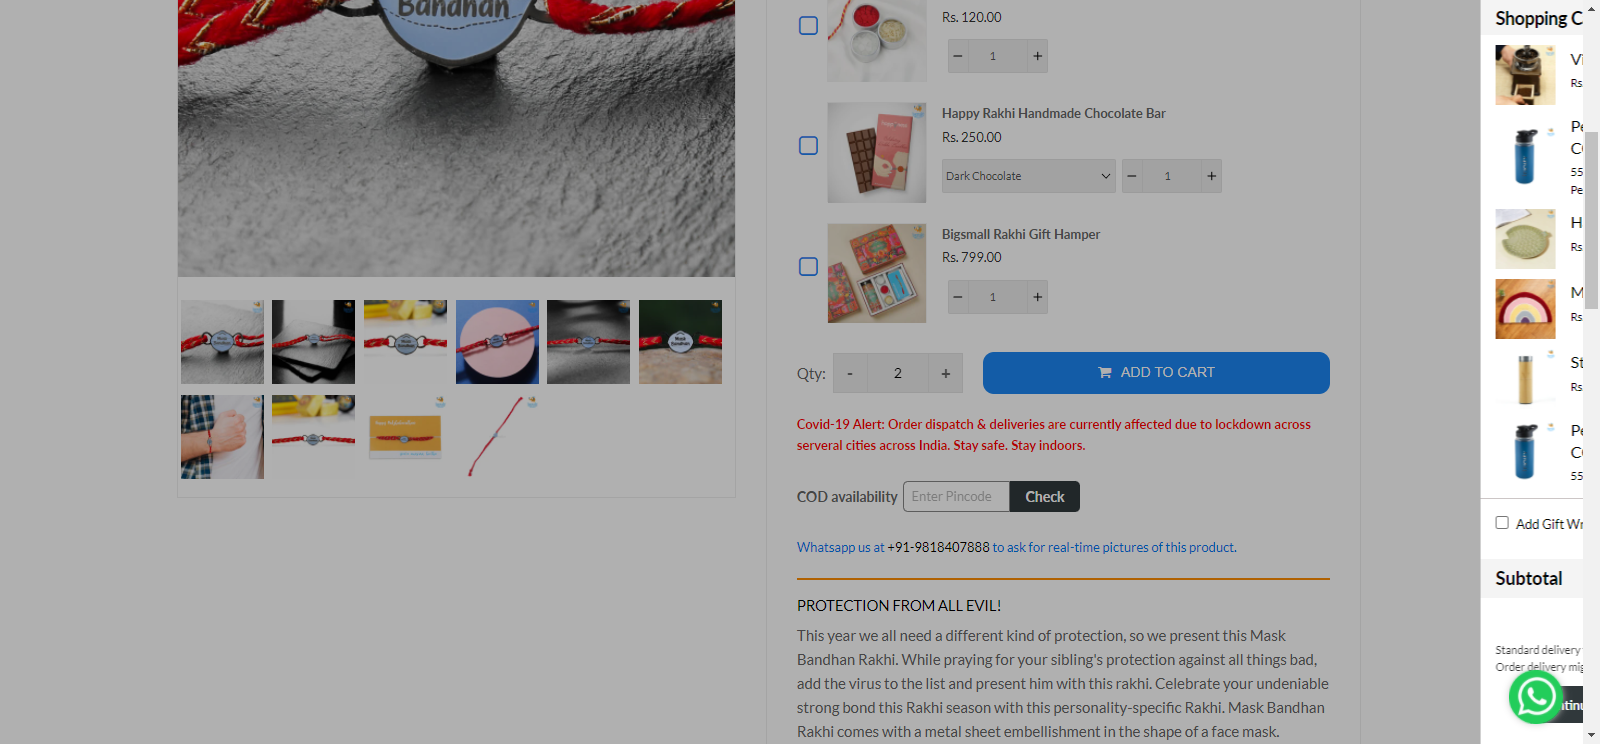 Bandhan
Rs. 120.00
− 1 +
Happy Rakhi Handmade Chocolate Bar
Rs. 250.00
Dark Chocolate
− 1 +
Bigsmall Rakhi Gift Hamper
Rs. 799.00
− 1 +
Qty: - 2 + ADD TO CART
Covid-19 Alert: Order dispatch & deliveries are currently affected due to lockdown across
serveral cities across India. Stay safe. Stay indoors.
COD availability Enter Pincode Check
Whatsapp us at +91-9818407888 to ask for real-time pictures of this product.
PROTECTION FROM ALL EVIL!
This year we all need a different kind of protection, so we present this Mask
Bandhan Rakhi. While praying for your sibling's protection against all things bad,
add the virus to the list and present him with this rakhi. Celebrate your undeniable
strong bond this Rakhi season with this personality-specific Rakhi. Mask Bandhan
Rakhi comes with a metal sheet embellishment in the shape of a face mask.
Mask
Bandhan
Shopping C
Vi
Rs
Pe
55
Pe
H
Rs
M
Rs
St
Rs
Pe
55
Add Gift Wr
Subtotal
Standard delivery
Order delivery mig
ntinu